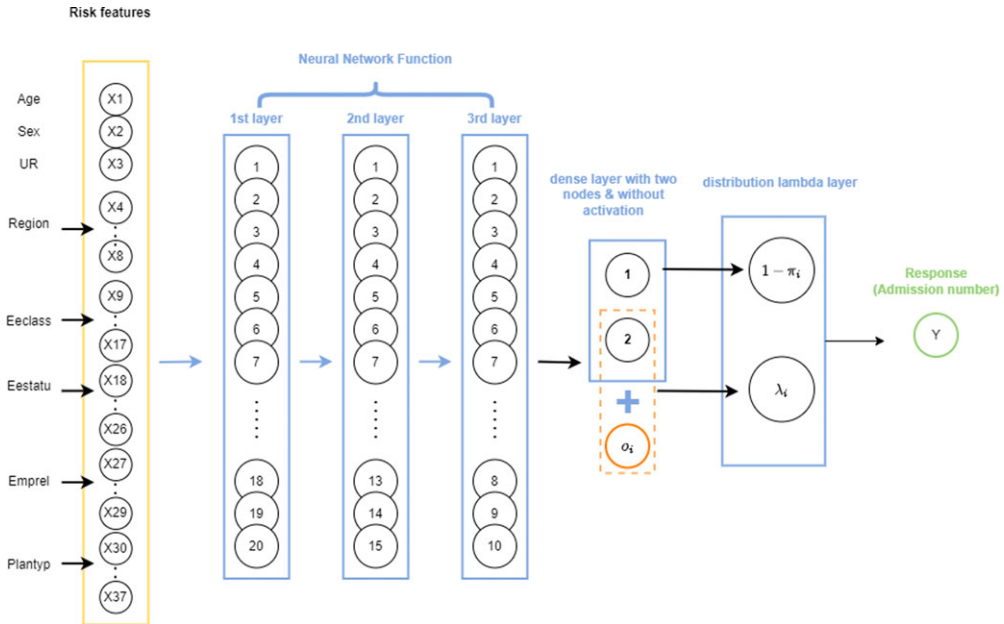 Risk features
Age
Sex
UR
Region
Eeclass
Eestatu
Emprel
Plantyp
X1
X2
X3
X4
X8
X9
X17
X18
X26
X27
X29
X30
X37
Neural Network Function
1st layer
1
2
3
4
5
6
7
18
19
20
2nd layer
1
2
3
4
5
6
7
13
14
15
3rd layer
1
2
3
4
5
6
7
8
9
10
dense layer with two
nodes & without
activation
1
2
+
oᵢ
distribution lambda layer
1 − πᵢ
λᵢ
Response
(Admission number)
Y